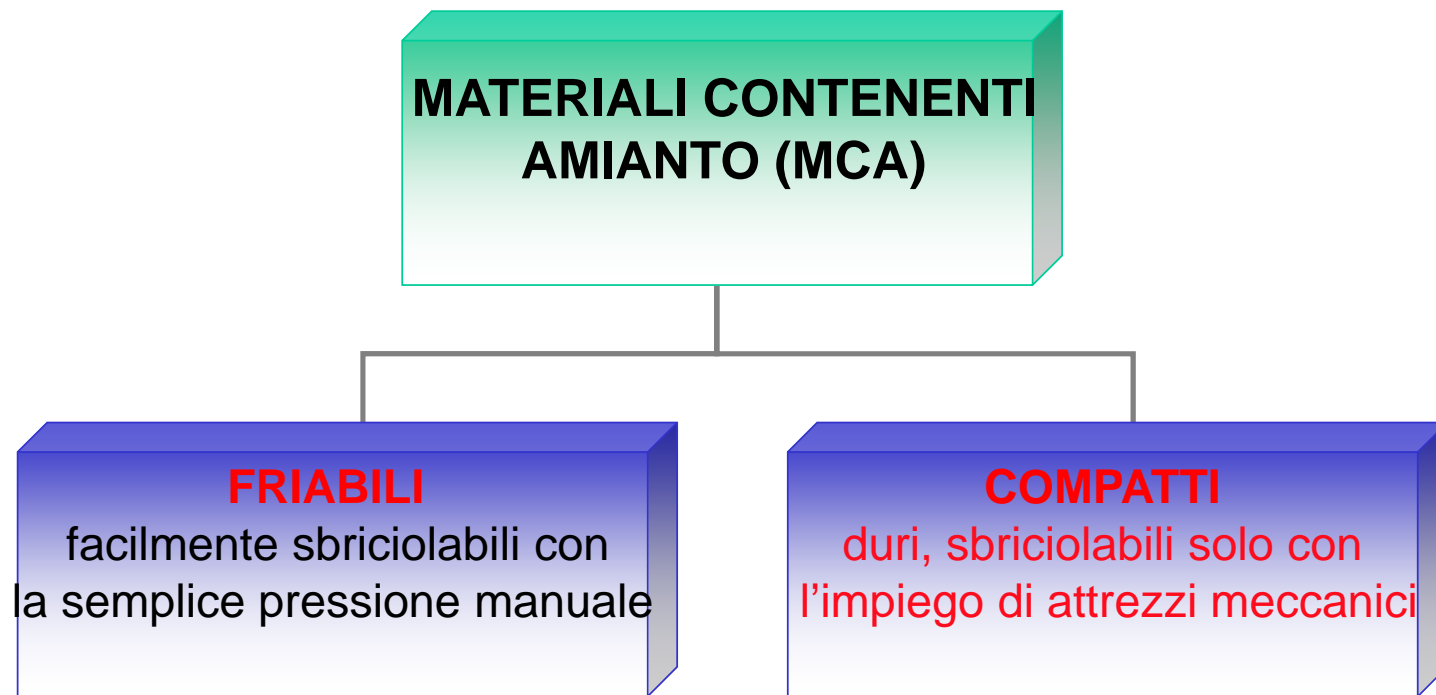 MATERIALI CONTENENTI
AMIANTO (MCA)
FRIABILI
facilmente sbriciolabili con
la semplice pressione manuale
COMPATTI
duri, sbriciolabili solo con
l’impiego di attrezzi meccanici